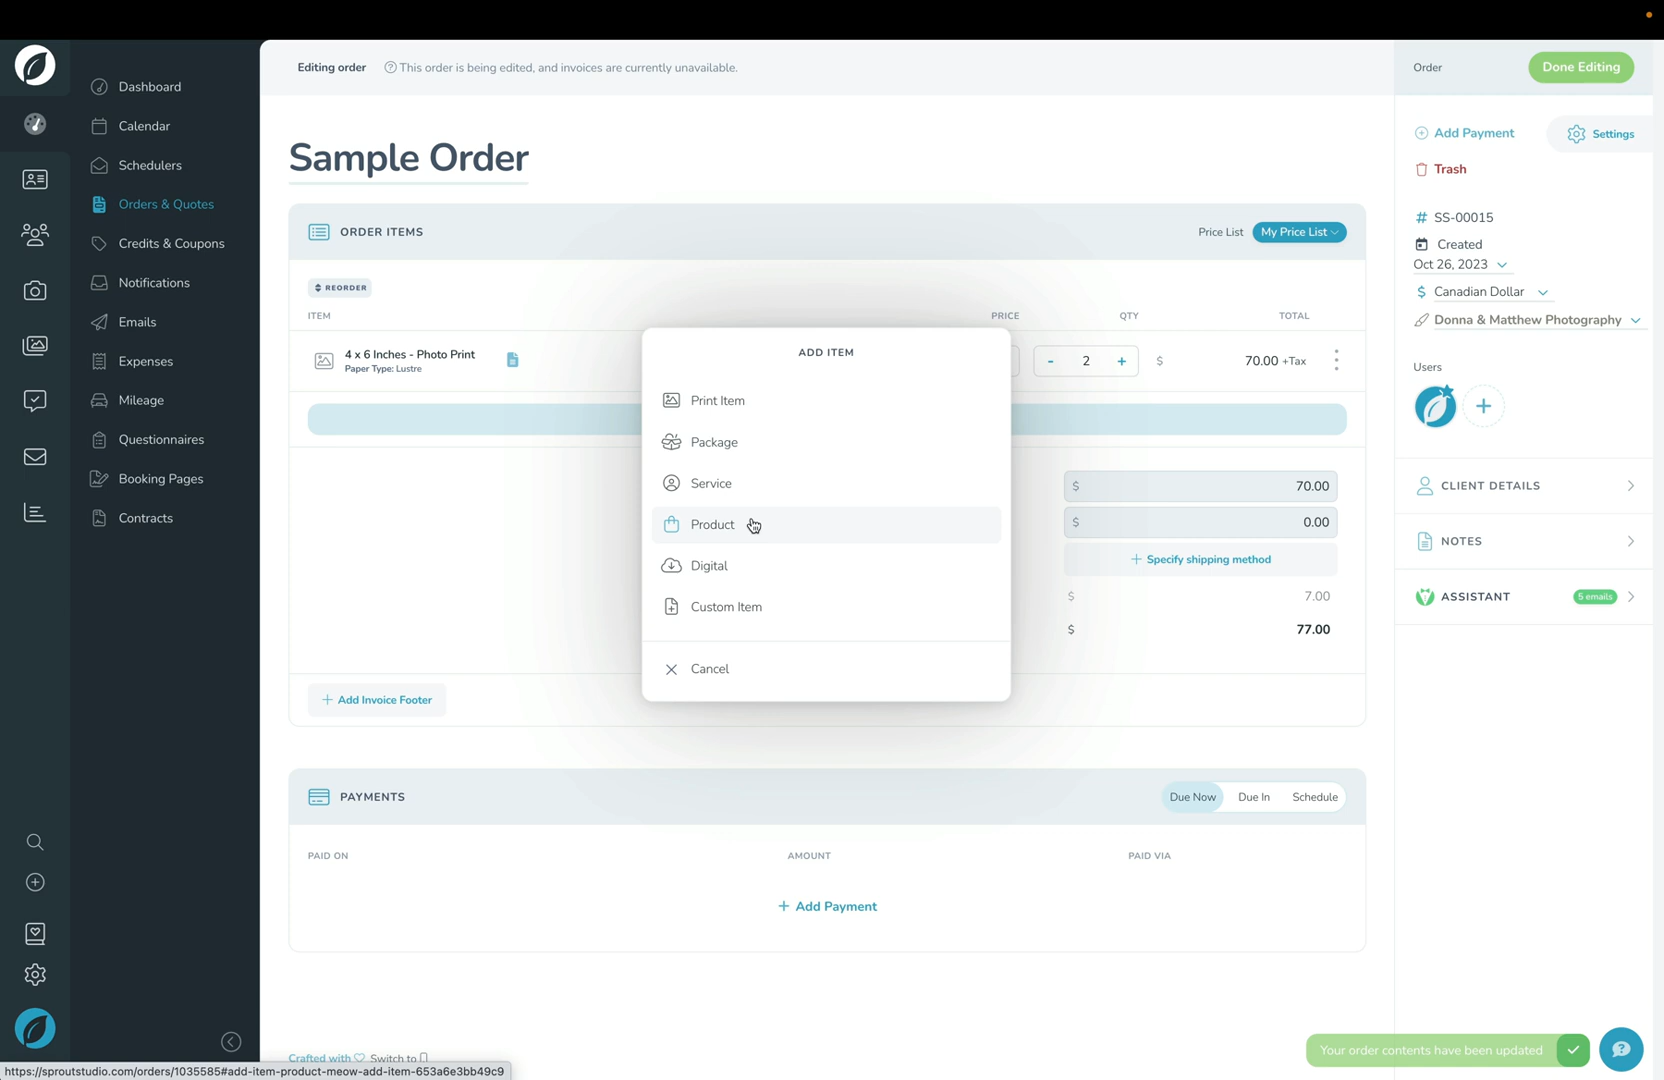 Dashboard
Calendar
Schedulers
Orders & Quotes
Credits & Coupons
Notifications
Emails
Expenses
Mileage
Questionnaires
Booking Pages
Contracts
Editing order
This order is being edited, and invoices are currently unavailable.
Sample Order
ORDER ITEMS
Price List My Price List
REORDER
ITEM PRICE QTY TOTAL
4 x 6 Inches - Photo Print
Paper Type: Lustre
- 2 + $ 70.00 +Tax
$ 70.00
$ 0.00
+ Specify shipping method
$ 7.00
$ 77.00
+ Add Invoice Footer
ADD ITEM
Print Item
Package
Service
Product
Digital
Custom Item
Cancel
PAYMENTS
Due Now Due In Schedule
PAID ON AMOUNT PAID VIA
+ Add Payment
Crafted with Switch to
Order Done Editing
Add Payment Settings
Trash
# SS-00015
Created
Oct 26, 2023
$ Canadian Dollar
Donna & Matthew Photography
Users
CLIENT DETAILS
NOTES
ASSISTANT 5 emails
Your order contents have been updated
https://sproutstudio.com/orders/1035585#add-item-product-meow-add-item-653a6e3bb49c9